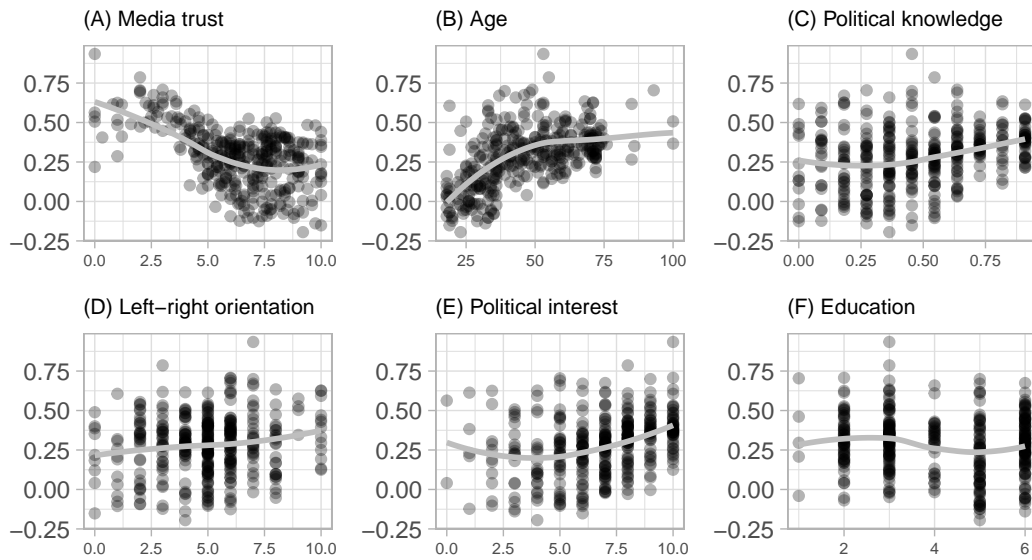 (A) Media trust
(B) Age
(C) Political knowledge
0.75
0.50
0.25
0.00
−0.25
0.0 2.5 5.0 7.5 10.0
0.75
0.50
0.25
0.00
−0.25
25 50 75 100
0.75
0.50
0.25
0.00
−0.25
0.00 0.25 0.50 0.75
(D) Left−right orientation
(E) Political interest
(F) Education
0.75
0.50
0.25
0.00
−0.25
0.0 2.5 5.0 7.5 10.0
0.75
0.50
0.25
0.00
−0.25
0.0 2.5 5.0 7.5 10.0
0.75
0.50
0.25
0.00
−0.25
2 4 6